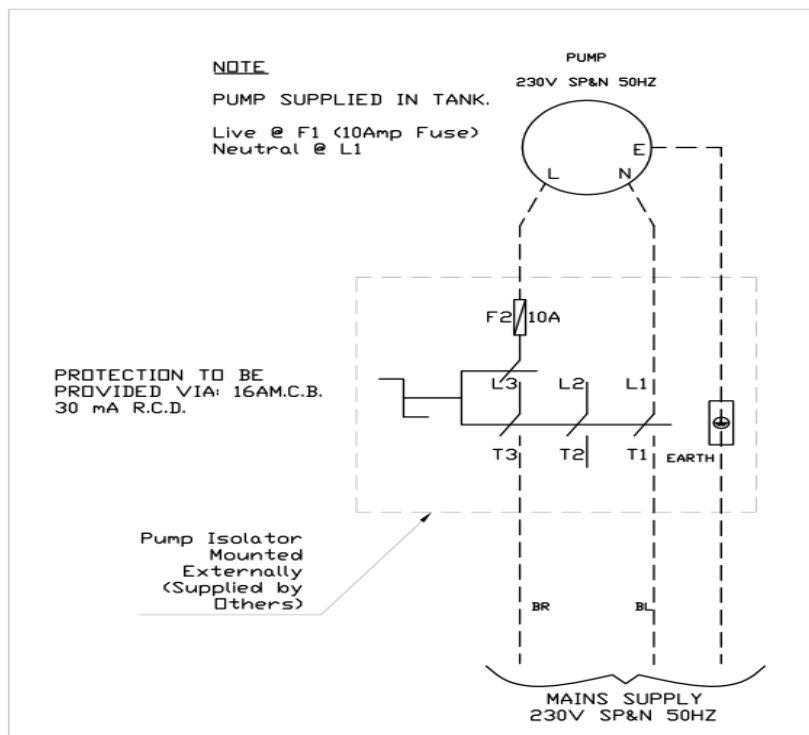 NOTE
PUMP SUPPLIED IN TANK.
Live @ F1 (10Amp Fuse)
Neutral @ L1
PUMP
230V SP&N 50HZ
E
L N
F2 10A
PROTECTION TO BE
PROVIDED VIA: 16AM.C.B.
30 mA R.C.D.
L3 L2 L1
T3 T2 T1 EARTH
Pump Isolator
Mounted
Externally
(Supplied by
Others)
BR BL
MAINS SUPPLY
230V SP&N 50HZ